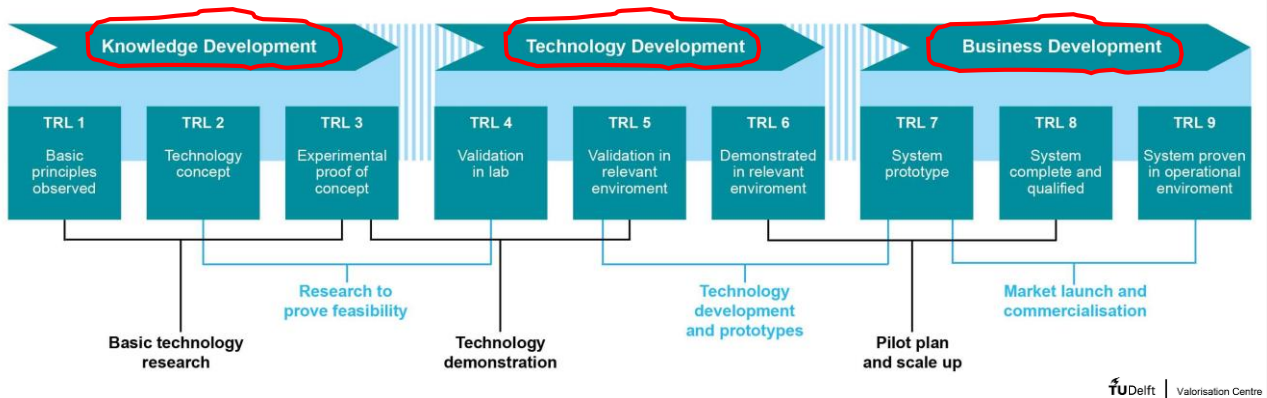 Knowledge Development
Technology Development
Business Development
TRL 1
Basic
principles
observed
TRL 2
Technology
concept
TRL 3
Experimental
proof of
concept
TRL 4
Validation
in lab
TRL 5
Validation in
relevant
enviroment
TRL 6
Demonstrated
in relevant
enviroment
TRL 7
System
prototype
TRL 8
System
complete and
qualified
TRL 9
System proven
in operational
enviroment
Research to
prove feasibility
Technology
development
and prototypes
Market launch and
commercialisation
Basic technology
research
Technology
demonstration
Pilot plan
and scale up
TUDelft | Valorisation Centre